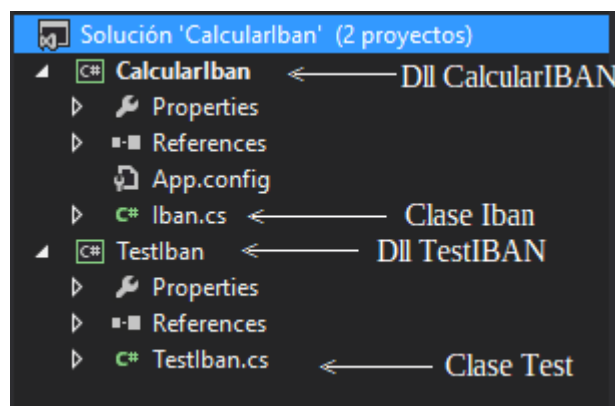 Solución 'CalcularIban' (2 proyectos)
C# CalcularIban Dll CalcularIBAN
Properties
References
App.config
C# Iban.cs Clase Iban
C# TestIban Dll TestIBAN
Properties
References
C# TestIban.cs Clase Test